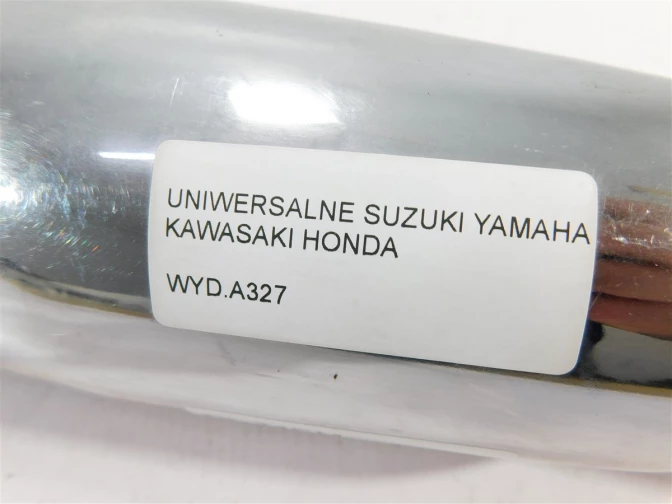 UNIWERSALNE SUZUKI YAMAHA
KAWASAKI HONDA
WYD.A327